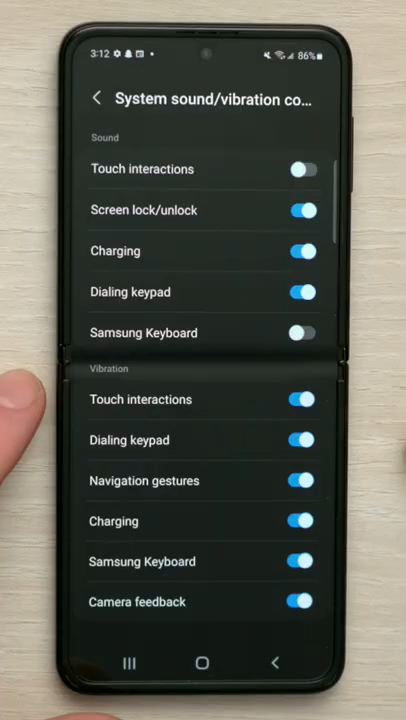 3:12
86%
System sound/vibration co...
Sound
Touch interactions
Screen lock/unlock
Charging
Dialing keypad
Samsung Keyboard
Vibration
Touch interactions
Dialing keypad
Navigation gestures
Charging
Samsung Keyboard
Camera feedback